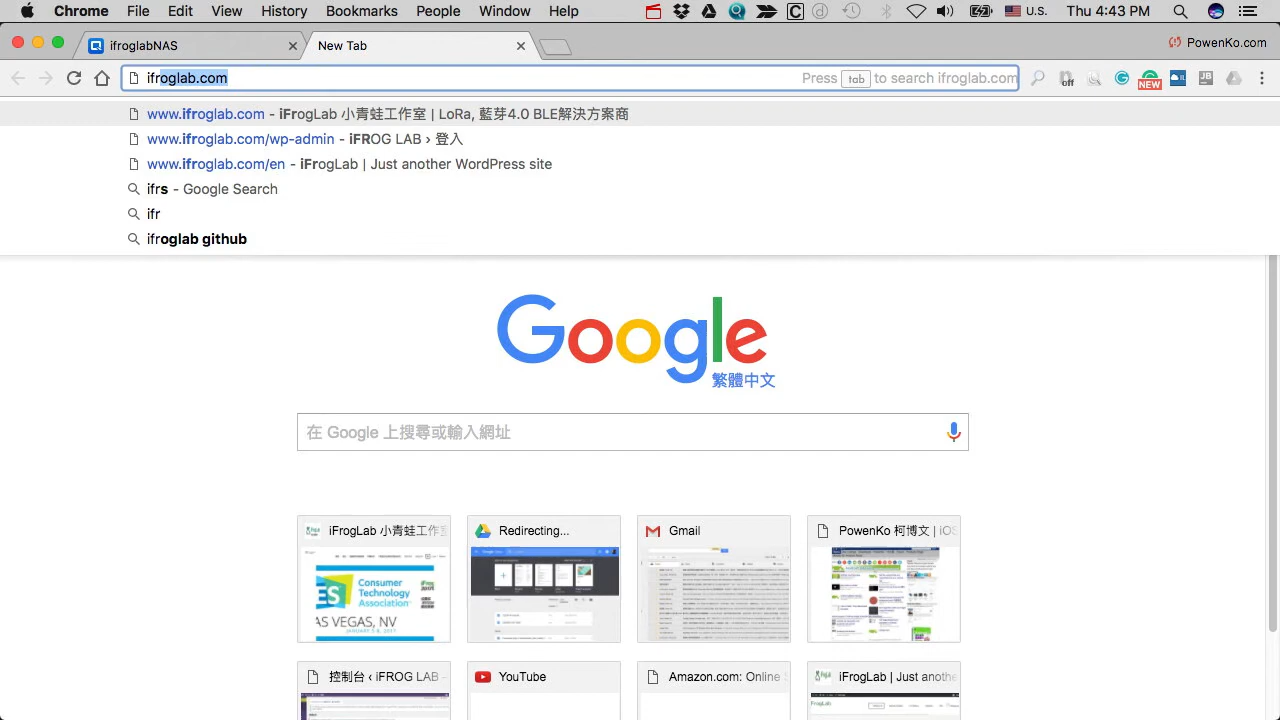 Chrome File Edit View History Bookmarks People Window Help U.S. Thu 4:43 PM
ifroglabNAS New Tab PowenKo.com
ifroglab.com Press tab to search ifroglab.com off NEW JB
www.ifroglab.com - iFrogLab 小青蛙工作室 | LoRa, 藍芽4.0 BLE解決方案商
www.ifroglab.com/wp-admin - iFROG LAB › 登入
www.ifroglab.com/en - iFrogLab | Just another WordPress site
ifrs - Google Search
ifr
ifroglab github
Google
繁體中文
在 Google 上搜尋或輸入網址
iFrogLab 小青蛙工作 Redirecting... Gmail PowenKo 柯博文 | iOS
Consumer
Technology
Association
AS VEGAS, NV
控制台 ‹ iFROG LAB - YouTube Amazon.com: Online iFrogLab | Just anothe
FrogLab